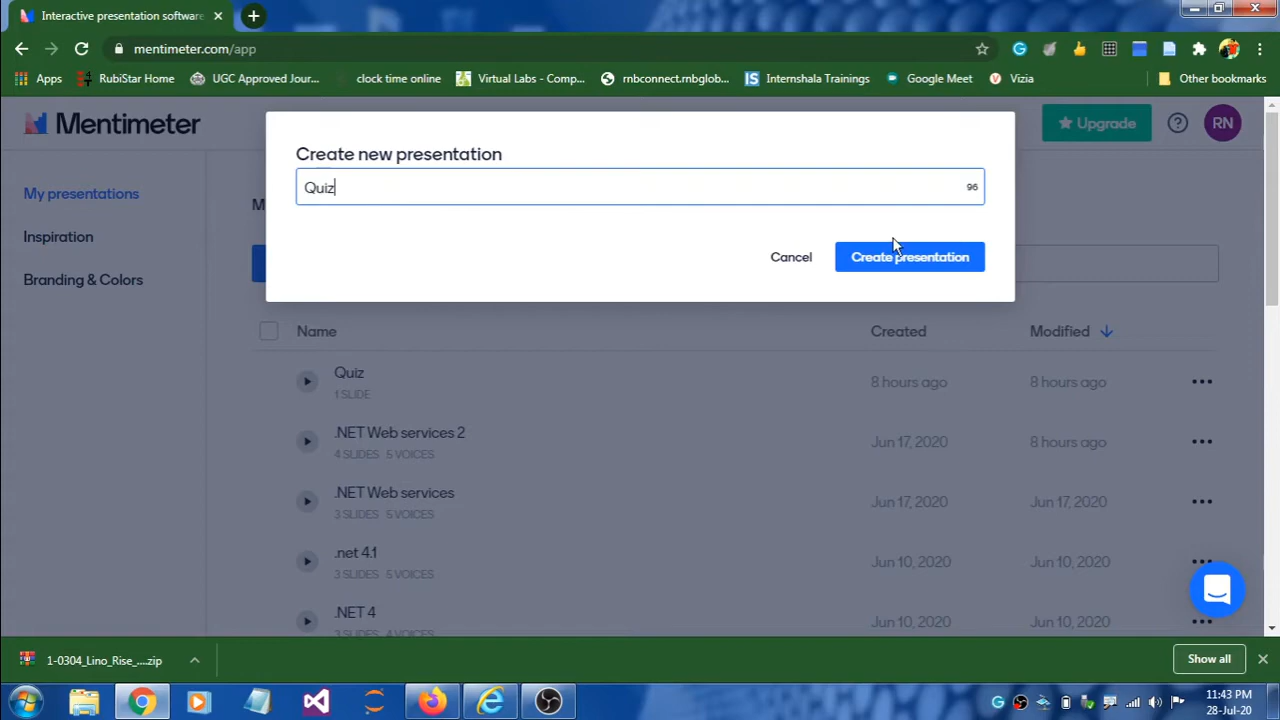 Interactive presentation software
mentimeter.com/app
Apps
RubiStar Home
UGC Approved Jour...
clock time online
Virtual Labs - Comp...
rnbconnect.rnbglob...
Internshala Trainings
Google Meet
Vizia
Other bookmarks
Mentimeter
Upgrade
RN
Create new presentation
Quiz
96
Cancel
Create presentation
My presentations
Inspiration
Branding & Colors
M
Name
Created
Modified
Quiz
1 SLIDE
8 hours ago
8 hours ago
.NET Web services 2
4 SLIDES 5 VOICES
Jun 17, 2020
8 hours ago
.NET Web services
3 SLIDES 5 VOICES
Jun 17, 2020
Jun 17, 2020
.net 4.1
3 SLIDES 5 VOICES
Jun 10, 2020
Jun 10, 2020
.NET 4
3 SLIDES 4 VOICES
Jun 10, 2020
Jun 10, 2020
1-0304_Lino_Rise_....zip
Show all
11:43 PM
28-Jul-20